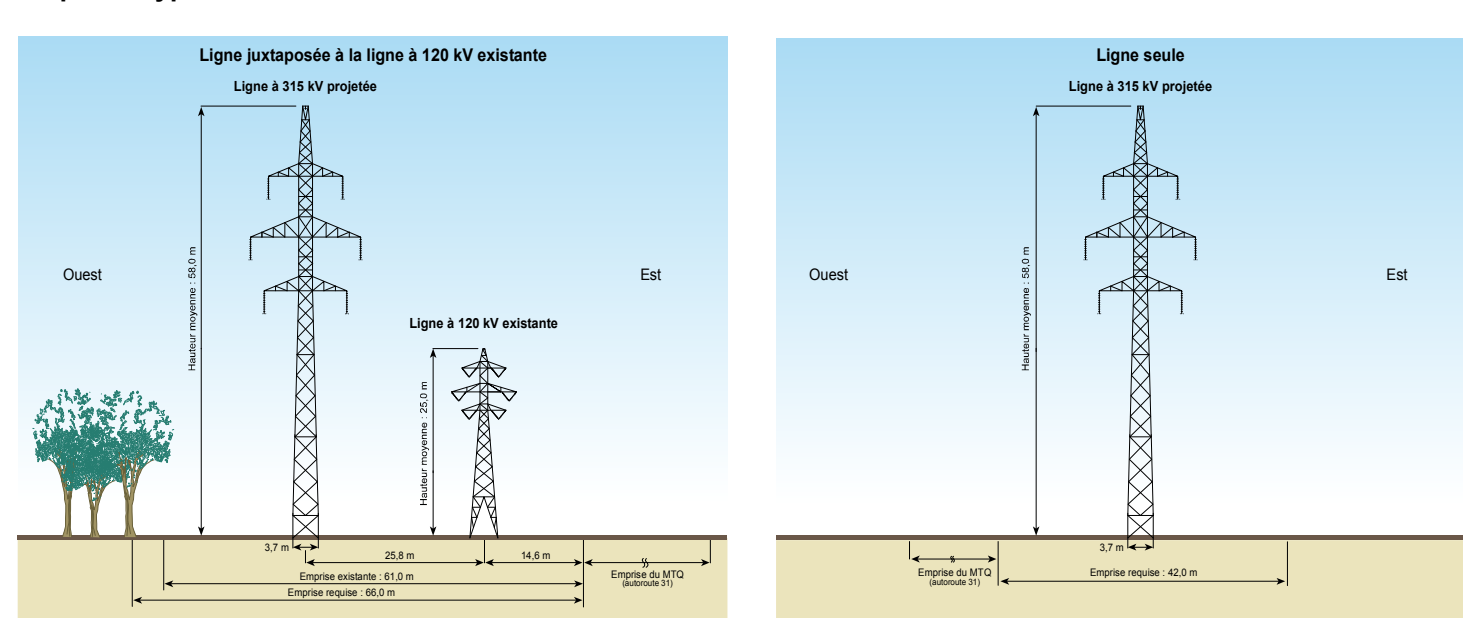 Ligne juxtaposée à la ligne à 120 kV existante
Ligne à 315 kV projetée
Hauteur moyenne : 58,0 m
Ouest
Est
Ligne à 120 kV existante
Hauteur moyenne : 25,0 m
3,7 m
25,8 m
14,6 m
Emprise du MTQ
(autoroute 31)
Emprise existante : 61,0 m
Emprise requise : 66,0 m
Ligne seule
Ligne à 315 kV projetée
Hauteur moyenne : 58,0 m
Ouest
Est
3,7 m
Emprise du MTQ
(autoroute 31)
Emprise requise : 42,0 m